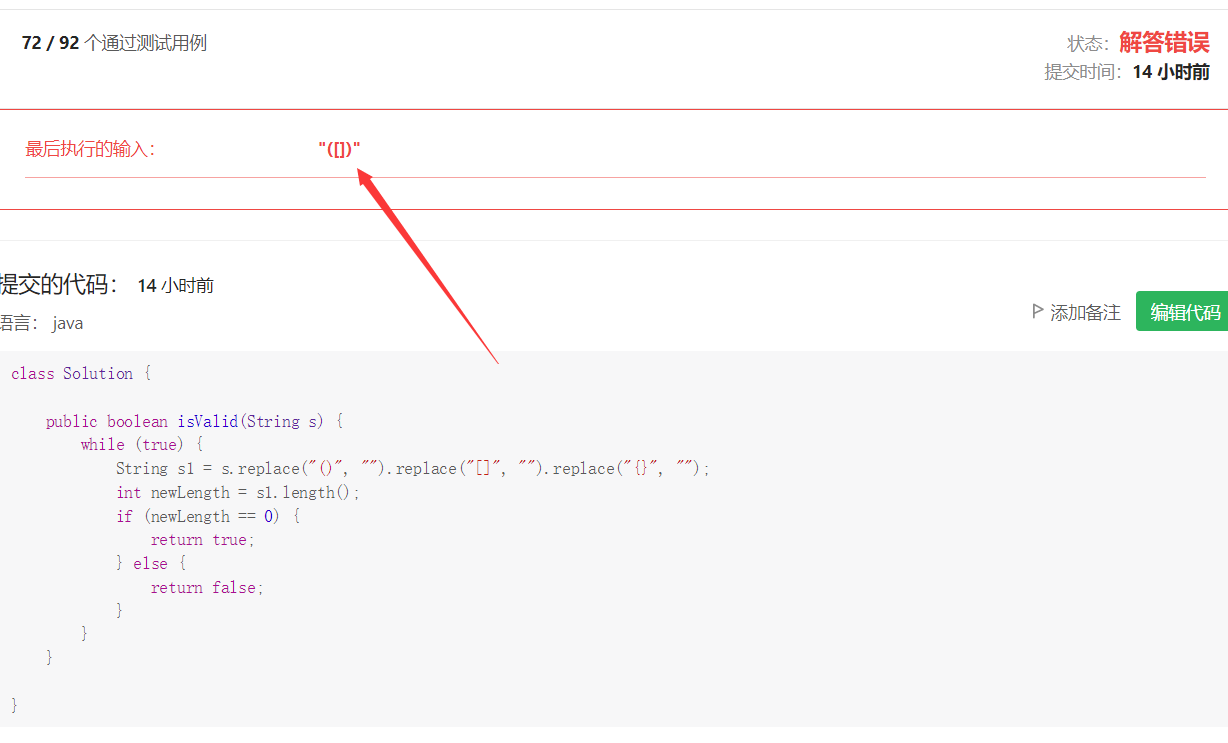 72 / 92 个通过测试用例
状态： 解答错误
提交时间： 14 小时前
最后执行的输入： "([])"
提交的代码： 14 小时前
语言： java
添加备注
编辑代码
class Solution {
public boolean isValid(String s) {
while (true) {
String s1 = s.replace("()", "").replace("[]", "").replace("{}", "");
int newLength = s1.length();
if (newLength == 0) {
return true;
} else {
return false;
}
}
}
}